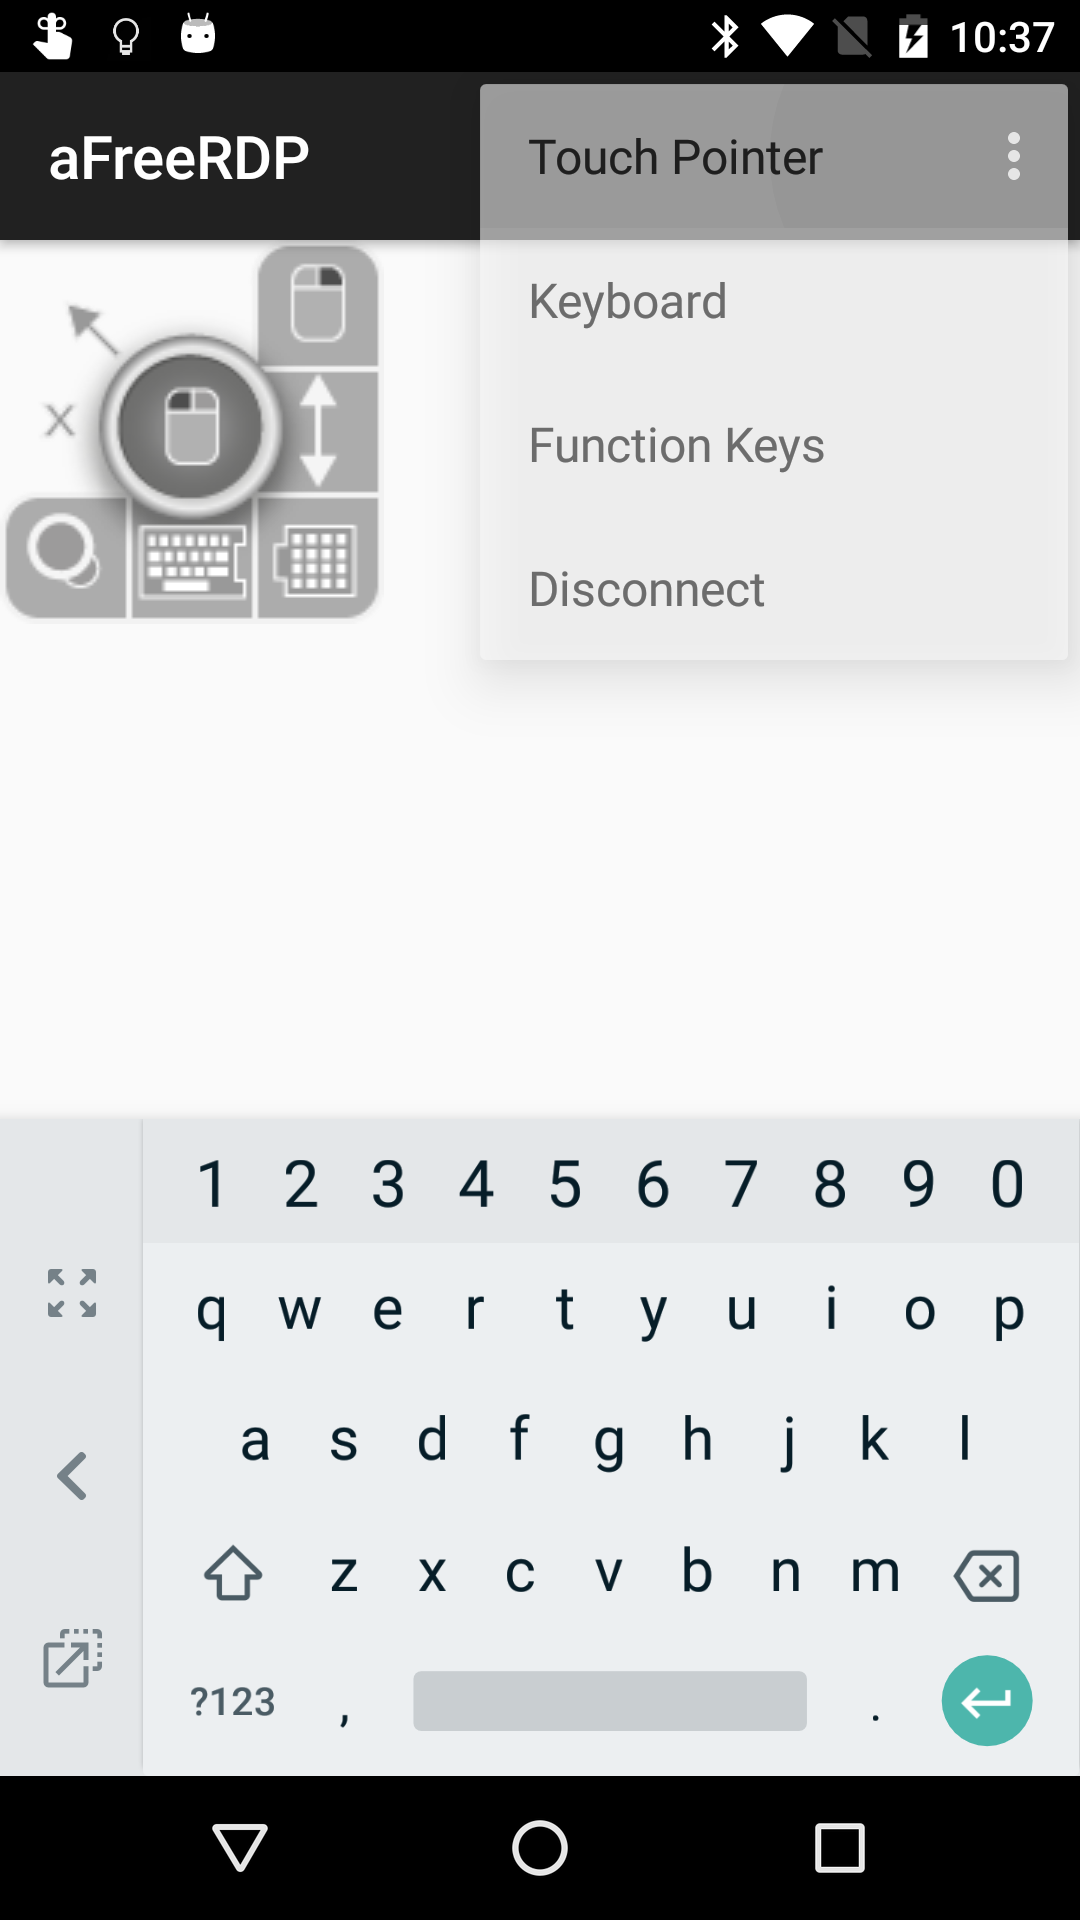 10:37
aFreeRDP
Touch Pointer
Keyboard
Function Keys
Disconnect
X
1 2 3 4 5 6 7 8 9 0
q w e r t y u i o p
a s d f g h j k l
z x c v b n m
?123 , .